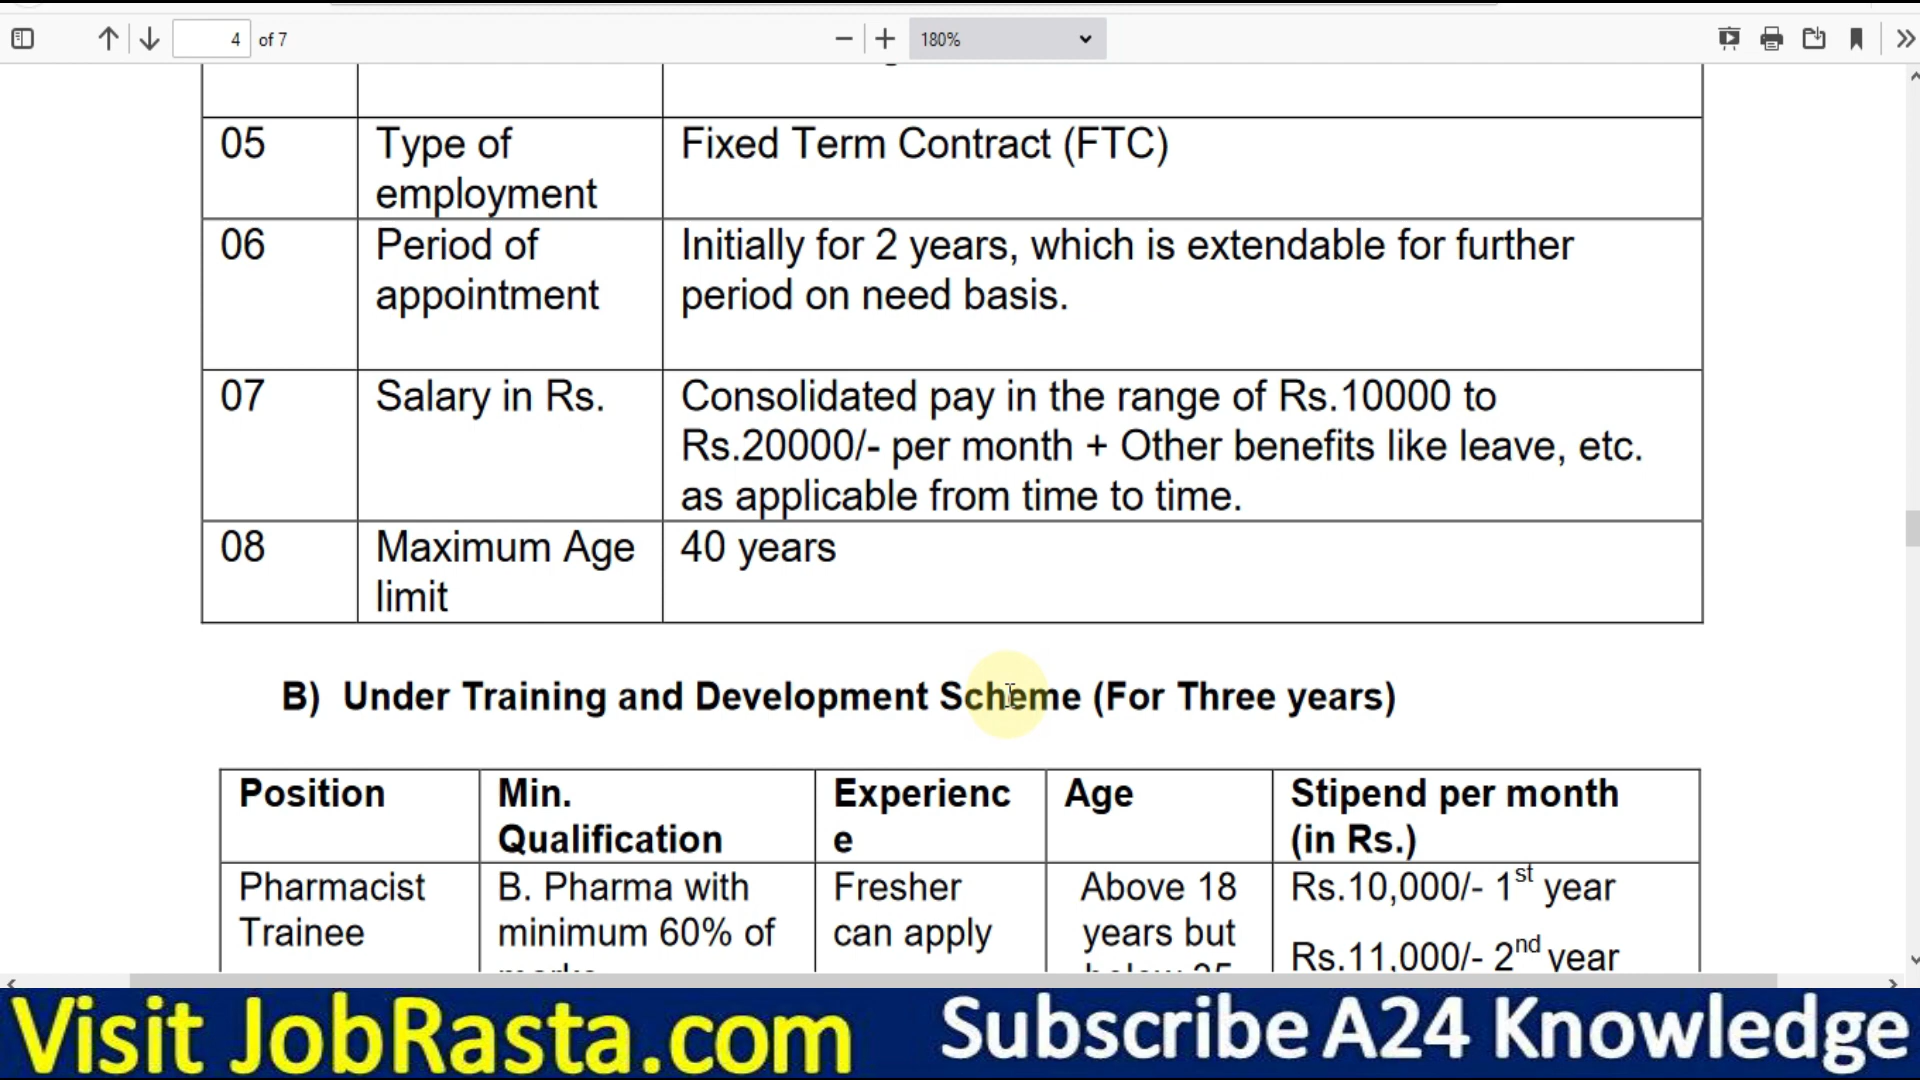 4 of 7
180%
05 Type of Fixed Term Contract (FTC)
employment
06 Period of Initially for 2 years, which is extendable for further
appointment period on need basis.
07 Salary in Rs. Consolidated pay in the range of Rs.10000 to
Rs.20000/- per month + Other benefits like leave, etc.
as applicable from time to time.
08 Maximum Age 40 years
limit
B) Under Training and Development Scheme (For Three years)
Position Min. Experienc Age Stipend per month
Qualification e (in Rs.)
Pharmacist B. Pharma with Fresher Above 18 Rs.10,000/- 1st year
Trainee minimum 60% of can apply years but Rs.11,000/- 2nd year
Visit JobRasta.com Subscribe A24 Knowledge